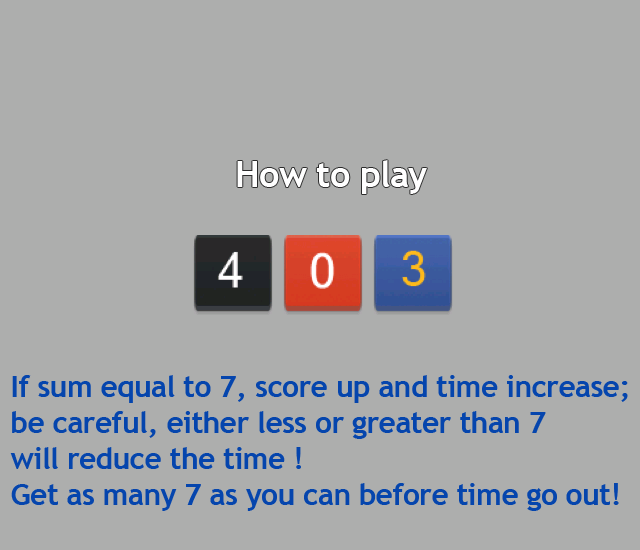 How to play
4 0 3
If sum equal to 7, score up and time increase;
be careful, either less or greater than 7
will reduce the time !
Get as many 7 as you can before time go out!